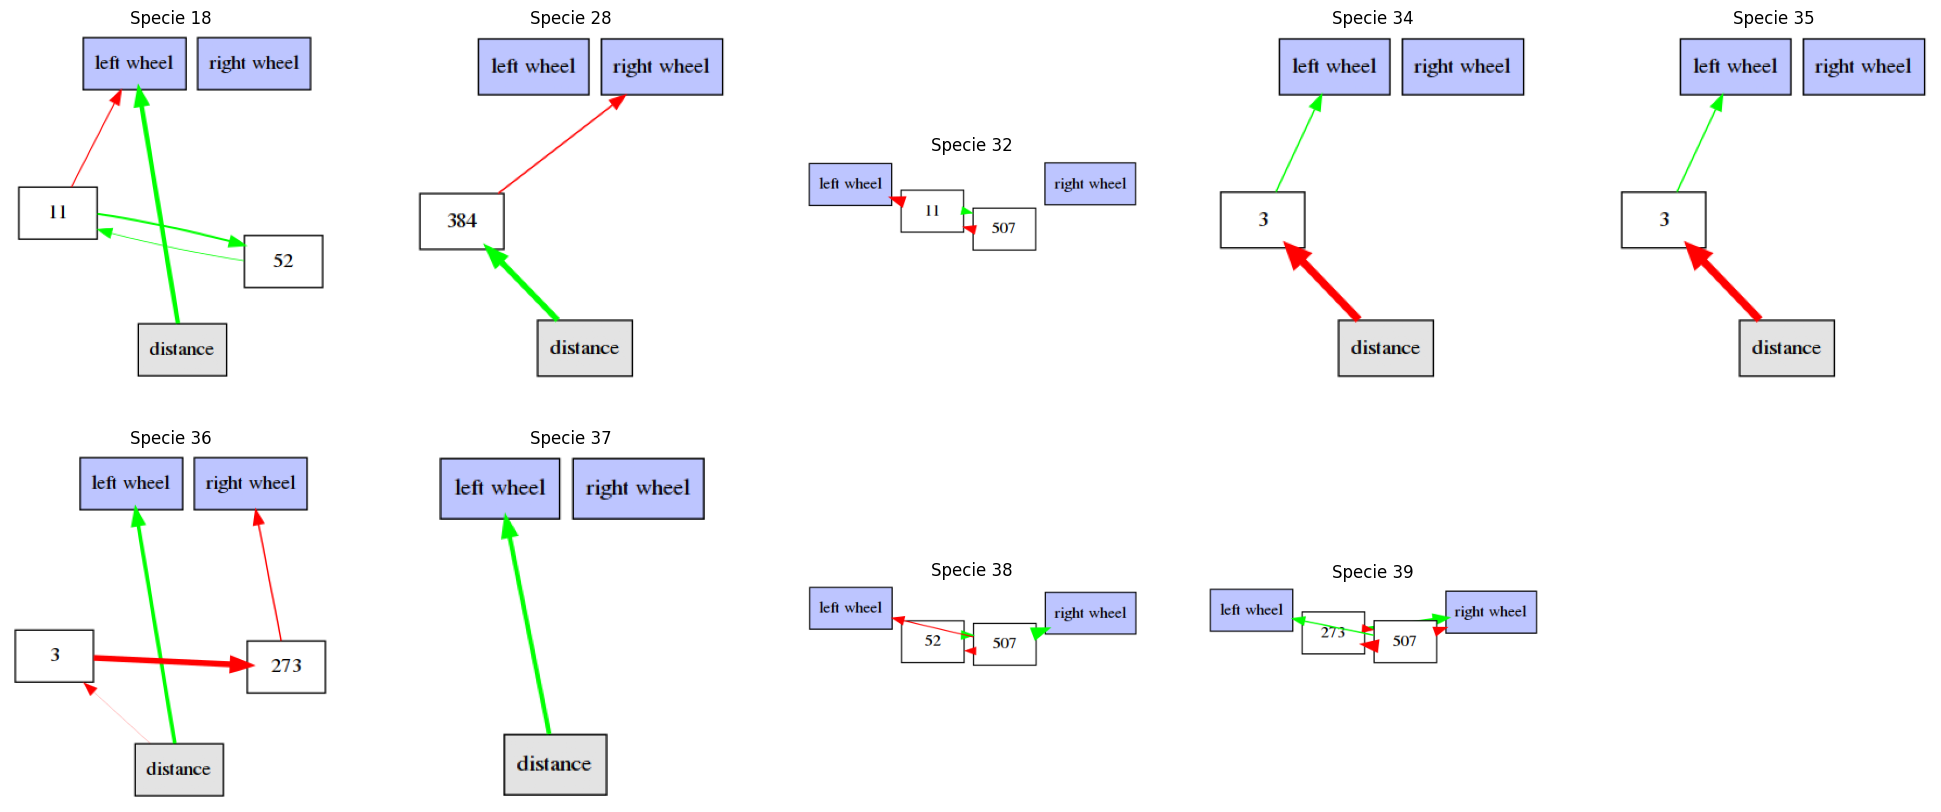 Specie 18
left wheel
right wheel
11
52
distance
Specie 28
left wheel
right wheel
384
distance
Specie 32
left wheel
right wheel
11
507
Specie 34
left wheel
right wheel
3
distance
Specie 35
left wheel
right wheel
3
distance
Specie 36
left wheel
right wheel
3
273
distance
Specie 37
left wheel
right wheel
distance
Specie 38
left wheel
right wheel
52
507
Specie 39
left wheel
right wheel
273
507